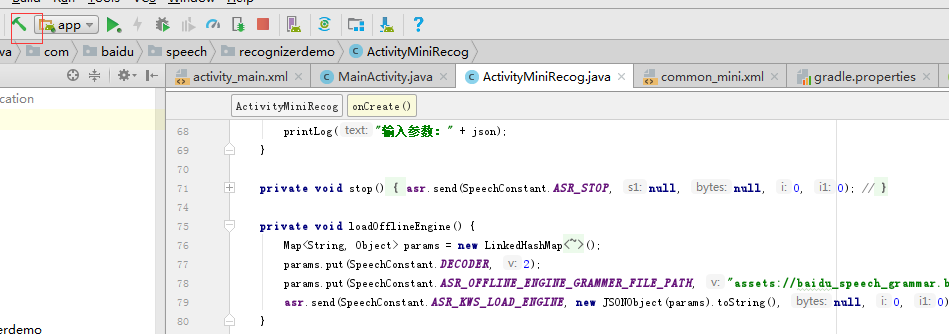 app
com baidu speech recognizerdemo ActivityMiniRecog
cation activity_main.xml MainActivity.java ActivityMiniRecog.java common_mini.xml gradle.properties
ActivityMiniRecog onCreate()
68 printLog( text: "输入参数：" + json);
69 }
70
71 private void stop() { asr.send(SpeechConstant.ASR_STOP, s1: null, bytes: null, i: 0, i1: 0); // }
74
75 private void loadOfflineEngine() {
76 Map<String, Object> params = new LinkedHashMap<~>();
77 params.put(SpeechConstant.DECODER, v: 2);
78 params.put(SpeechConstant.ASR_OFFLINE_ENGINE_GRAMMER_FILE_PATH, v: "assets://baidu_speech_grammar.b
79 asr.send(SpeechConstant.ASR_KWS_LOAD_ENGINE, new JSONObject(params).toString(), bytes: null, i: 0, i1: 0)
80 }
erdemo